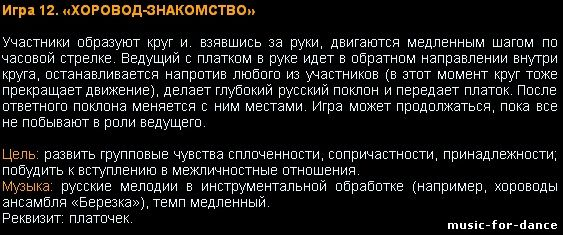 Игра 12. «ХОРОВОД-ЗНАКОМСТВО»
Участники образуют круг и. взявшись за руки, двигаются медленным шагом по
часовой стрелке. Ведущий с платком в руке идет в обратном направлении внутри
круга, останавливается напротив любого из участников (в этот момент круг тоже
прекращает движение), делает глубокий русский поклон и передает платок. После
ответного поклона меняется с ним местами. Игра может продолжаться, пока все
не побывают в роли ведущего.
Цель: развить групповые чувства сплоченности, сопричастности, принадлежности;
побудить к вступлению в межличностные отношения.
Музыка: русские мелодии в инструментальной обработке (например, хороводы
ансамбля «Березка»), темп медленный.
Реквизит: платочек.
music-for-dance